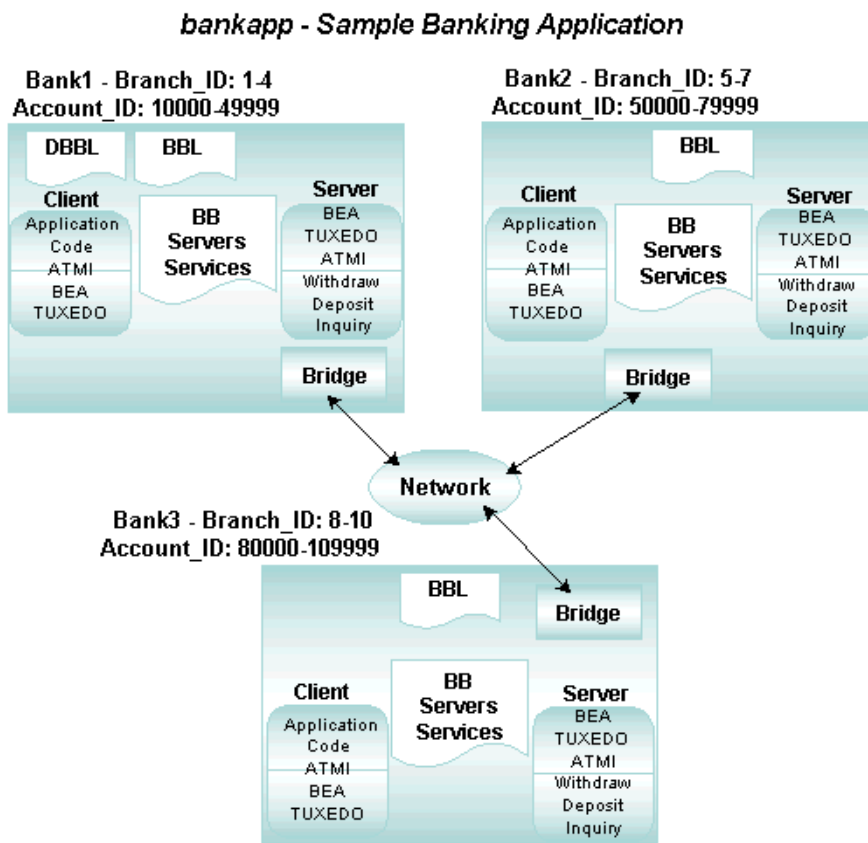 bankapp - Sample Banking Application
Bank1 - Branch_ID: 1-4
Account_ID: 10000-49999
DBBL
BBL
Client
Application
Code
ATMI
BEA
TUXEDO
BB
Servers
Services
Server
BEA
TUXEDO
ATMI
Withdraw
Deposit
Inquiry
Bridge
Bank2 - Branch_ID: 5-7
Account_ID: 50000-79999
BBL
Client
Application
Code
ATMI
BEA
TUXEDO
BB
Servers
Services
Server
BEA
TUXEDO
ATMI
Withdraw
Deposit
Inquiry
Bridge
Network
Bank3 - Branch_ID: 8-10
Account_ID: 80000-109999
BBL
Bridge
Client
Application
Code
ATMI
BEA
TUXEDO
BB
Servers
Services
Server
BEA
TUXEDO
ATMI
Withdraw
Deposit
Inquiry